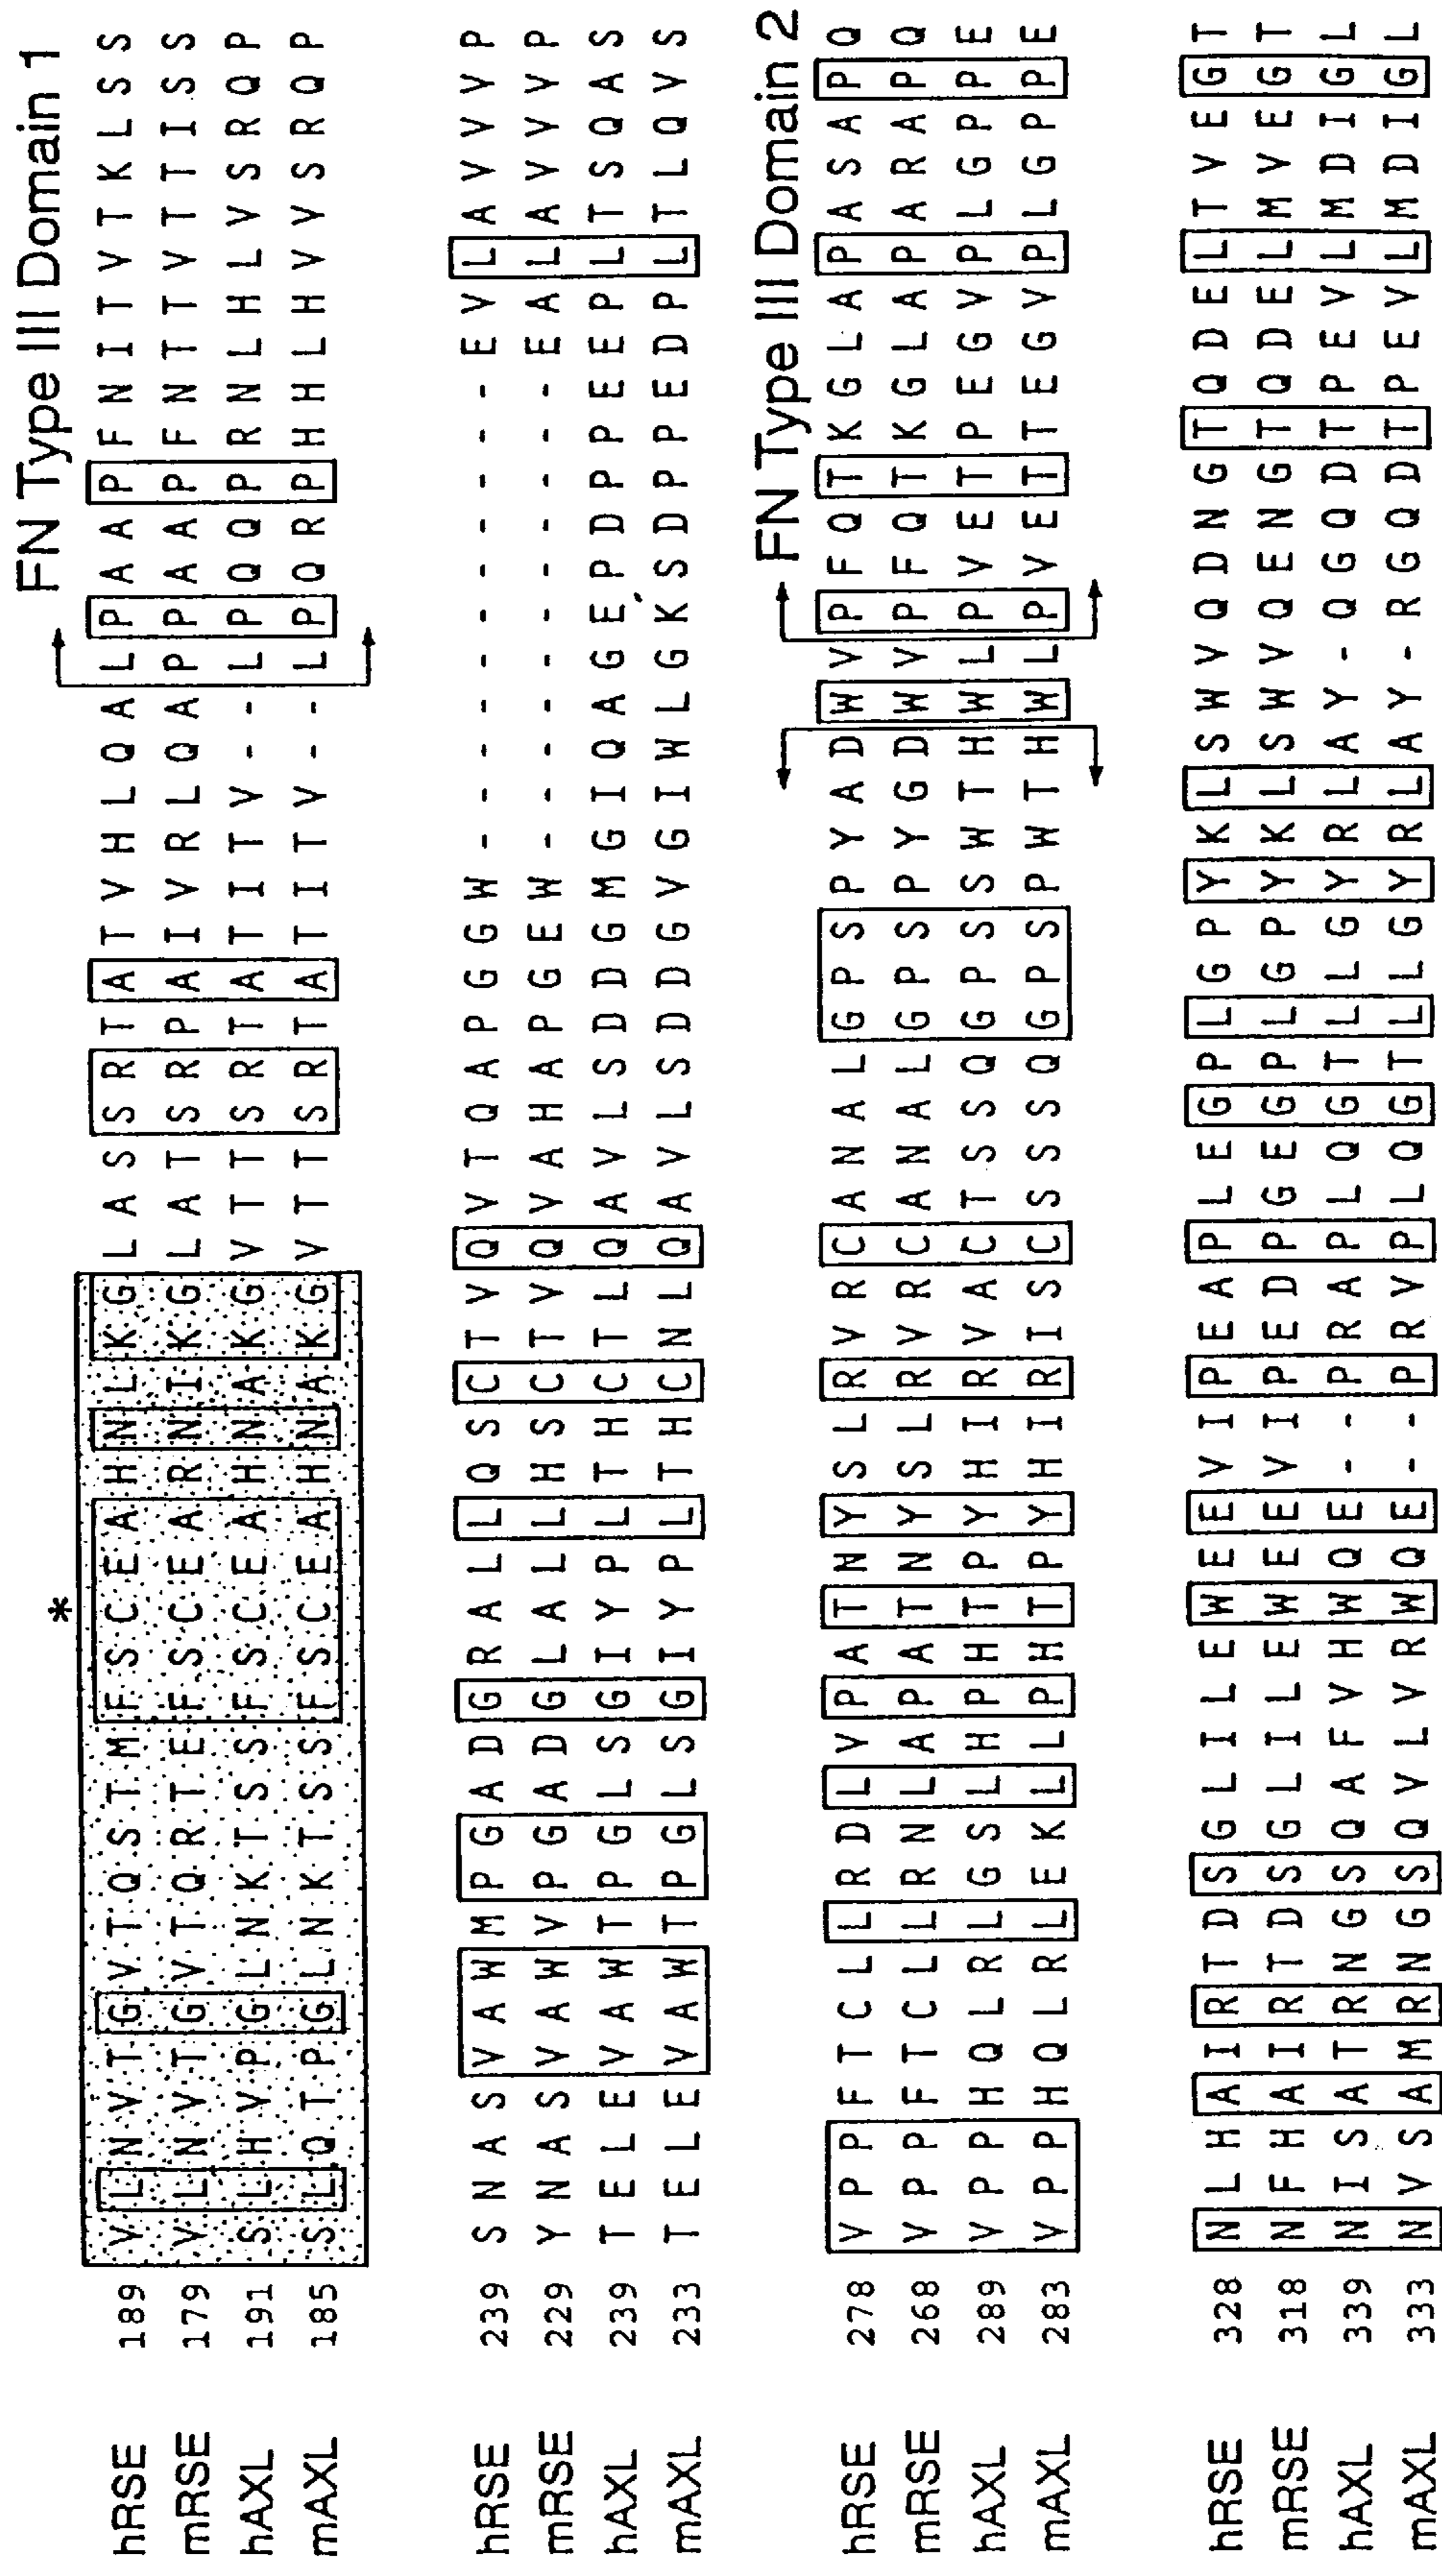 FN Type III Domain 1
*
hRSE 189 V L N V T G V T Q S T M F S C E A H N L K G L A S S R T A T V H L Q A L P A A P F N I T V T K L S S
mRSE 179 V L N V T G V T Q R T E F S C E A R N I K G L A T S R P A I V R L Q A P P A A P F N T T V T T I S S
hAXL 191 S L H V P G L N K T S S F S C E A H N A K G V T T S R T A T I T V - - L P Q Q P R N L H L V S R Q P
mAXL 185 S L Q T P G L N K T S S F S C E A H N A K G V T T S R T A T I T V - - L P Q R P H H L H V V S R Q P
hRSE 239 S N A S V A W M P G A D G R A L L Q S C T V Q V T Q A P G G W - - - - - - - - - - - E V L A V V V P
mRSE 229 Y N A S V A W V P G A D G L A L L H S C T V Q V A H A P G E W - - - - - - - - - - - E A L A V V V P
hAXL 239 T E L E V A W T P G L S G I Y P L T H C T L Q A V L S D D G M G I Q A G E P D P P E E P L T S Q A S
mAXL 233 T E L E V A W T P G L S G I Y P L T H C N L Q A V L S D D G V G I W L G K S D P P E D P L T L Q V S
FN Type III Domain 2
hRSE 278 V P P F T C L L R D L V P A T N Y S L R V R C A N A L G P S P Y A D W V P F Q T K G L A P A S A P Q
mRSE 268 V P P F T C L L R N L A P A T N Y S L R V R C A N A L G P S P Y G D W V P F Q T K G L A P A R A P Q
hAXL 289 V P P H Q L R L G S L H P H T P Y H I R V A C T S S Q G P S S W T H W L P V E T P E G V P L G P P E
mAXL 283 V P P H Q L R L E K L L P H T P Y H I R I S C S S S Q G P S P W T H W L P V E T T E G V P L G P P E
hRSE 328 N L H A I R T D S G L I L E W E E V I P E A P L E G P L G P Y K L S W V Q D N G T Q D E L T V E G T
mRSE 318 N F H A I R T D S G L I L E W E E V I P E D P G E G P L G P Y K L S W V Q E N G T Q D E L M V E G T
hAXL 339 N I S A T R N G S Q A F V H W Q E - - P R A P L Q G T L L G Y R L A Y - Q G Q D T P E V L M D I G L
mAXL 333 N V S A M R N G S Q V L V R W Q E - - P R V P L Q G T L L G Y R L A Y - R G Q D T P E V L M D I G L